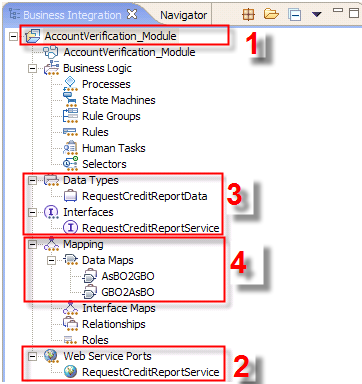 Business Integration Navigator
AccountVerification_Module
1
AccountVerification_Module
Business Logic
Processes
State Machines
Rule Groups
Rules
Human Tasks
Selectors
Data Types
3
RequestCreditReportData
Interfaces
RequestCreditReportService
Mapping
4
Data Maps
AsBO2GBO
GBO2AsBO
Interface Maps
Relationships
Roles
Web Service Ports
2
RequestCreditReportService